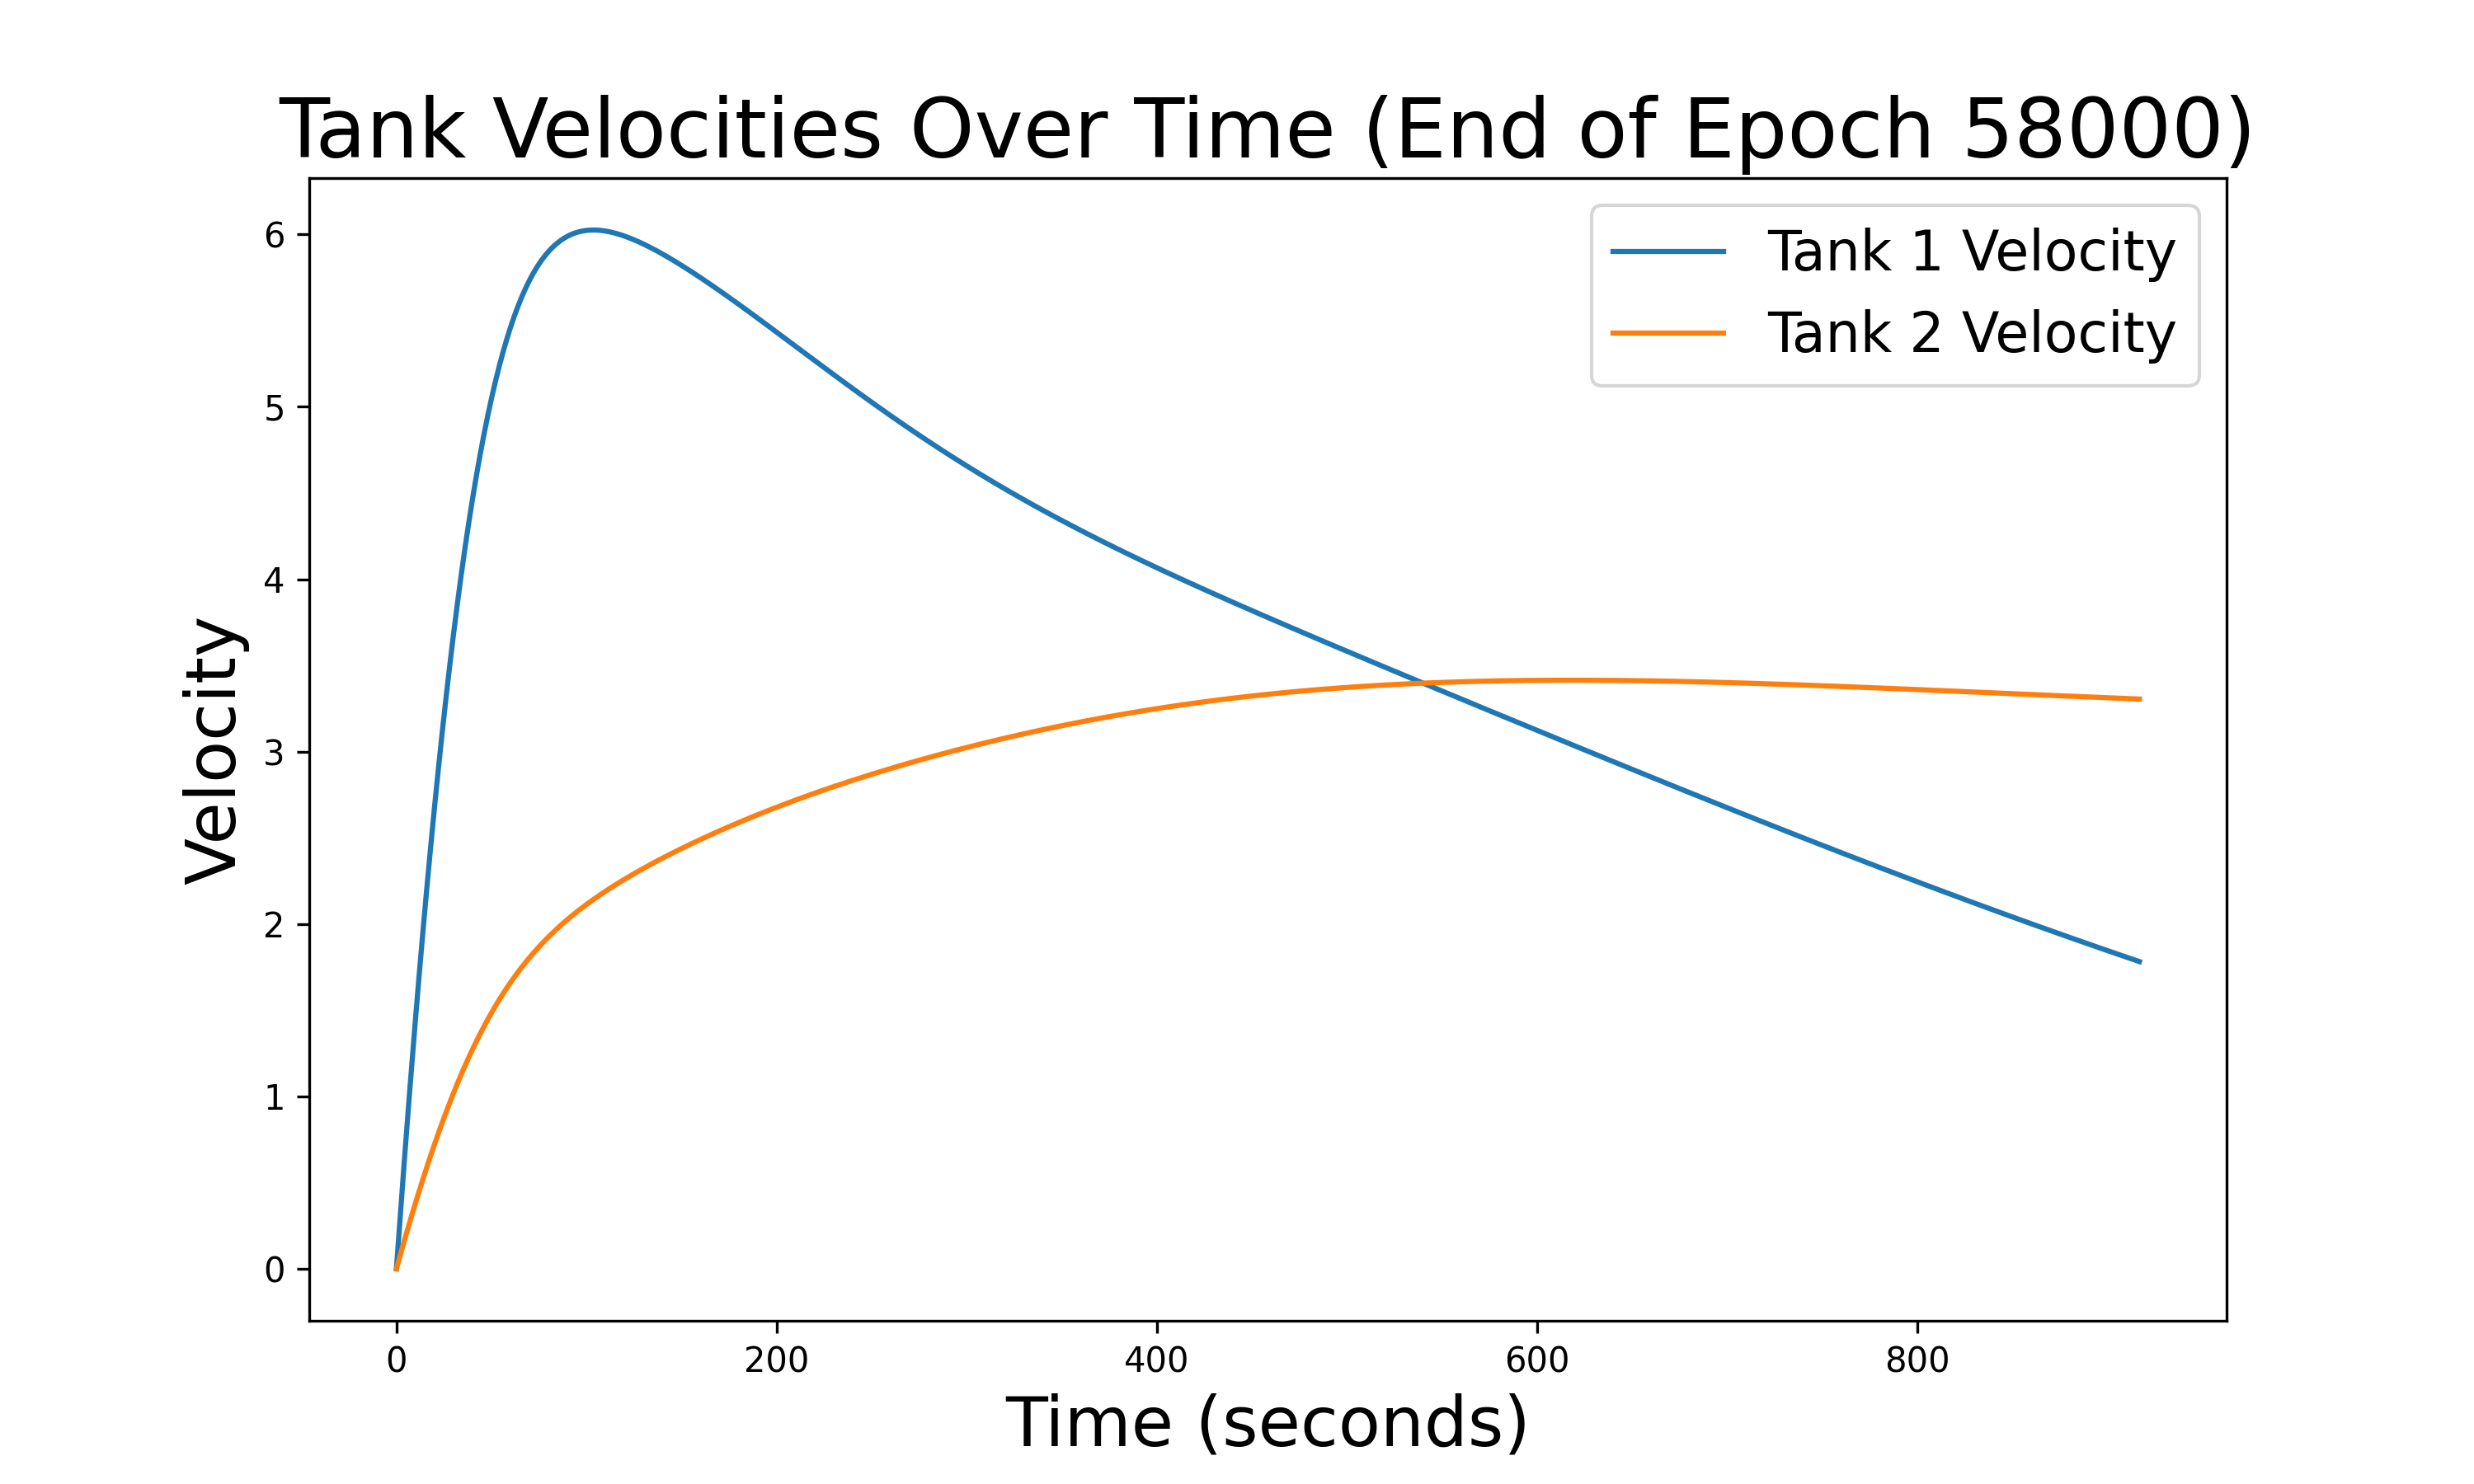 Tank Velocities Over Time (End of Epoch 58000)
Tank 1 Velocity
Tank 2 Velocity
Velocity
6
5
4
3
2
1
0
0 200 400 600 800
Time (seconds)